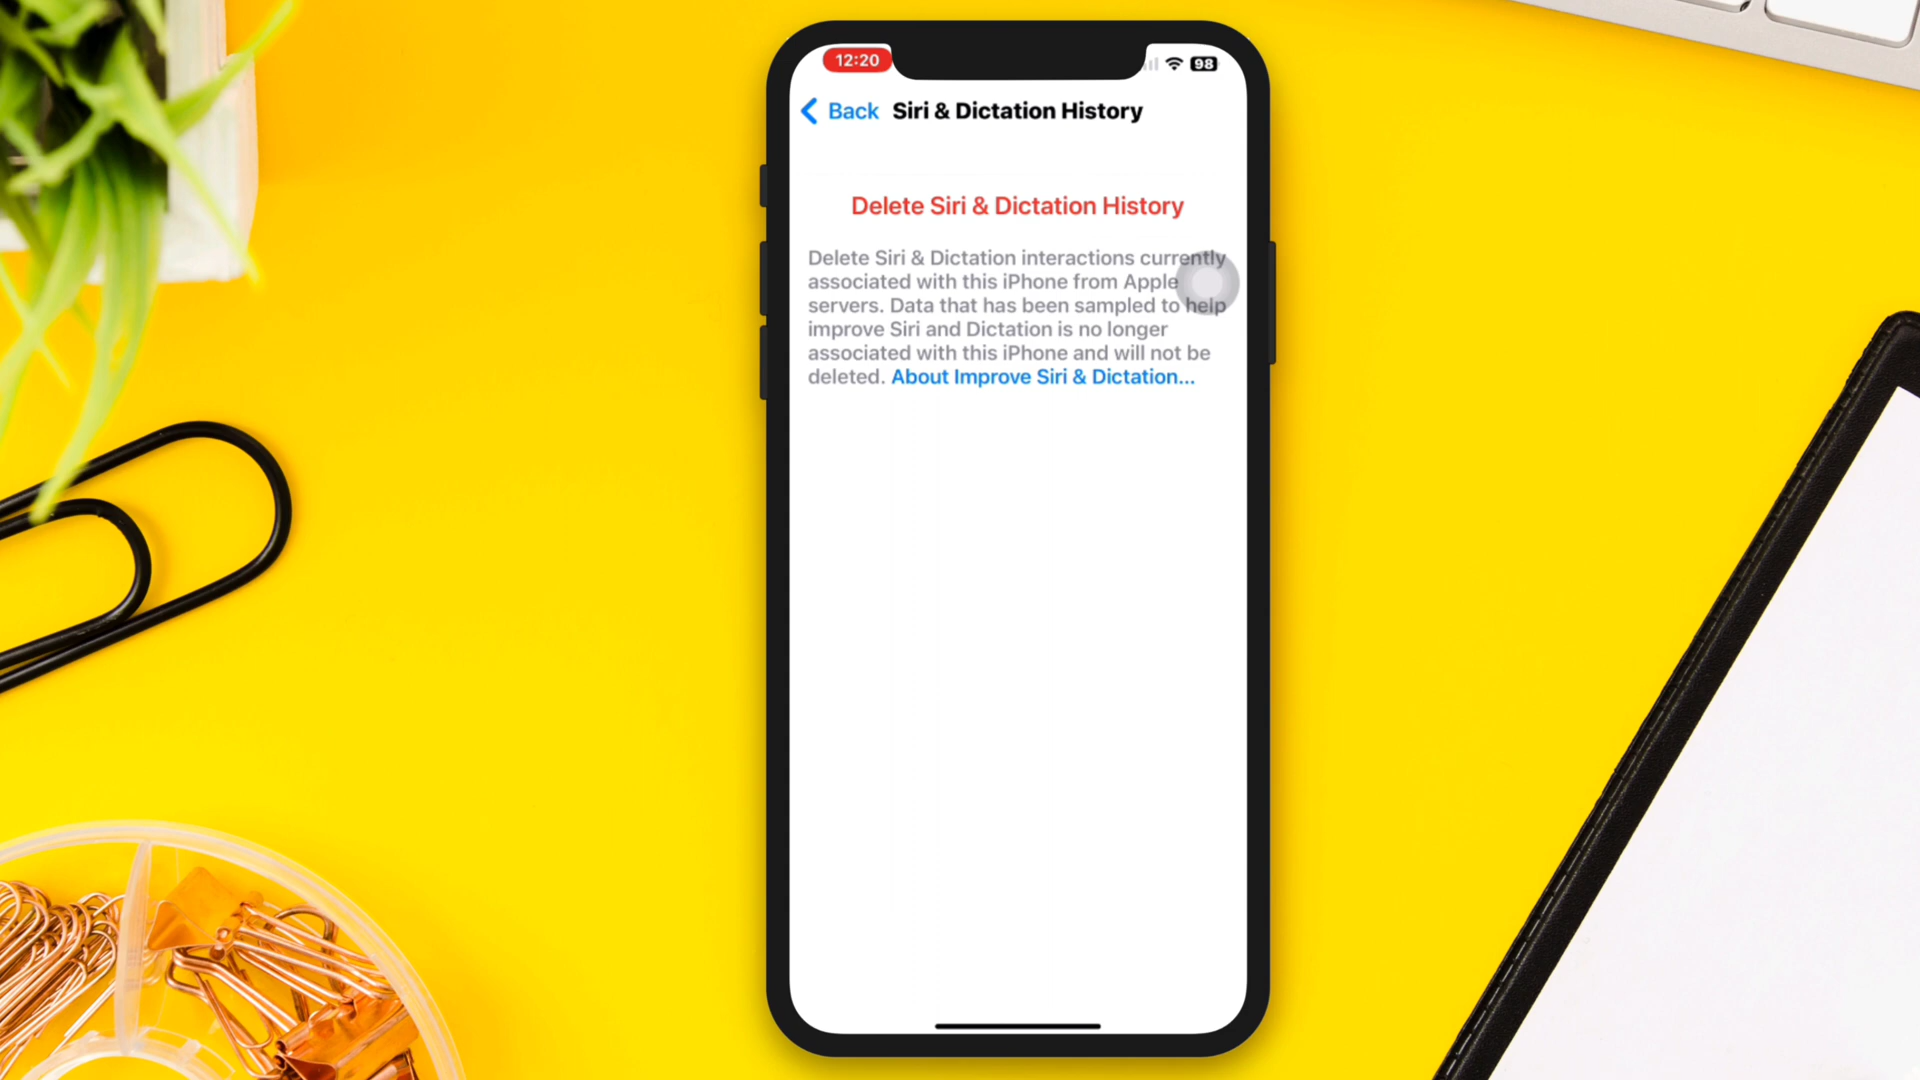 12:20
98
Back Siri & Dictation History
Delete Siri & Dictation History
Delete Siri & Dictation interactions currently
associated with this iPhone from Apple
servers. Data that has been sampled to help
improve Siri and Dictation is no longer
associated with this iPhone and will not be
deleted. About Improve Siri & Dictation...